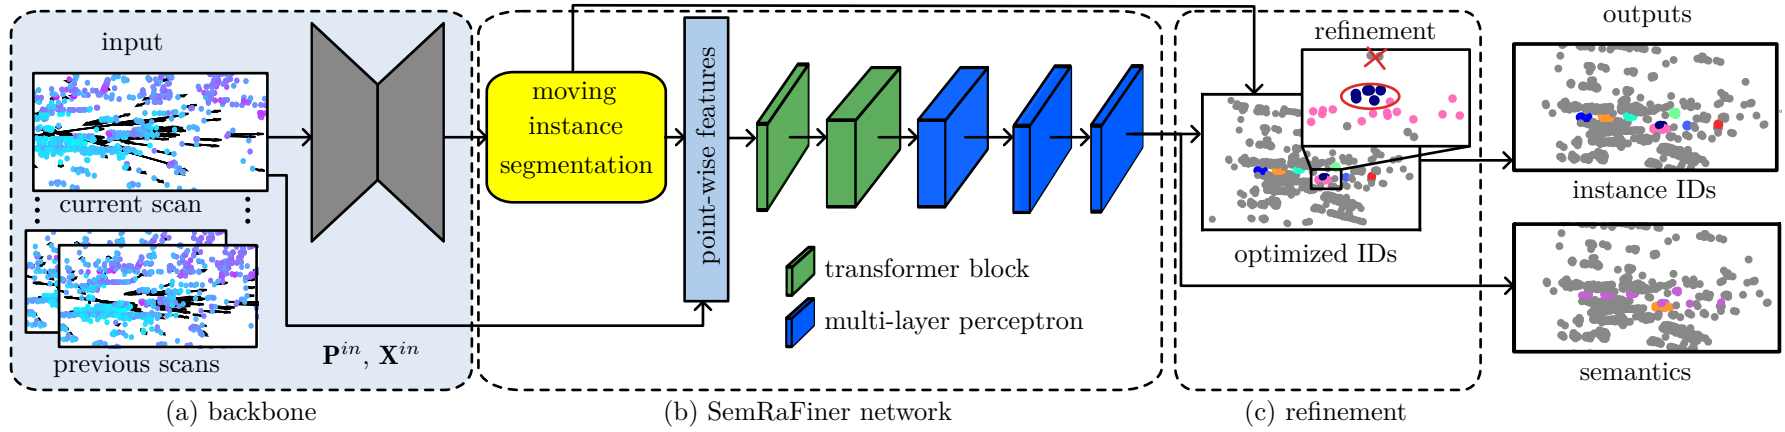 input
current scan
previous scans
𝐏^{in}, 𝐗^{in}
(a) backbone
moving
instance
segmentation
point-wise features
transformer block
multi-layer perceptron
(b) SemRaFiner network
refinement
optimized IDs
(c) refinement
outputs
instance IDs
semantics